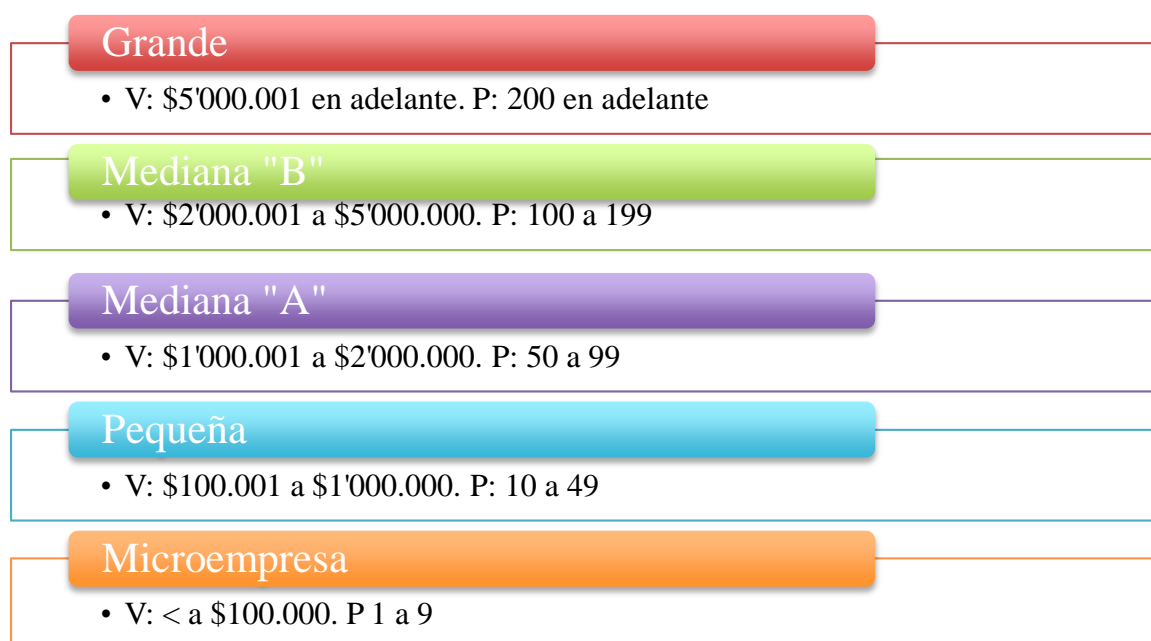 Grande
• V: $5'000.001 en adelante. P: 200 en adelante
Mediana "B"
• V: $2'000.001 a $5'000.000. P: 100 a 199
Mediana "A"
• V: $1'000.001 a $2'000.000. P: 50 a 99
Pequeña
• V: $100.001 a $1'000.000. P: 10 a 49
Microempresa
• V: < a $100.000. P 1 a 9